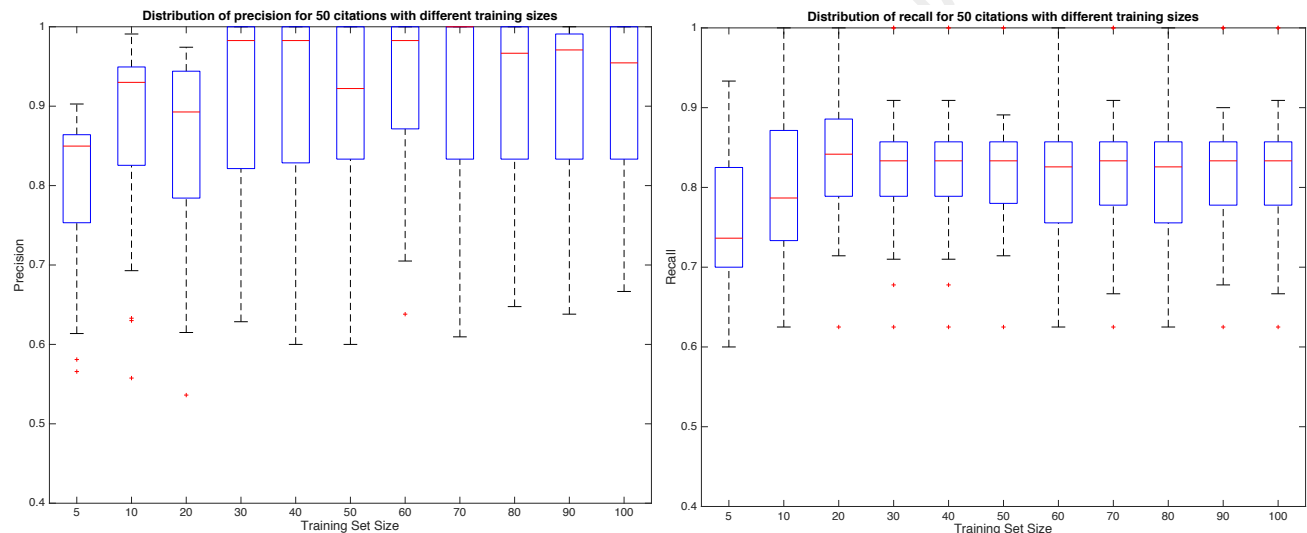 Distribution of precision for 50 citations with different training sizes
1
0.9
0.8
0.7
0.6
0.5
0.4
Precision
5 10 20 30 40 50 60 70 80 90 100
Training Set Size
Distribution of recall for 50 citations with different training sizes
1
0.9
0.8
0.7
0.6
0.5
0.4
Recall
5 10 20 30 40 50 60 70 80 90 100
Training Set Size